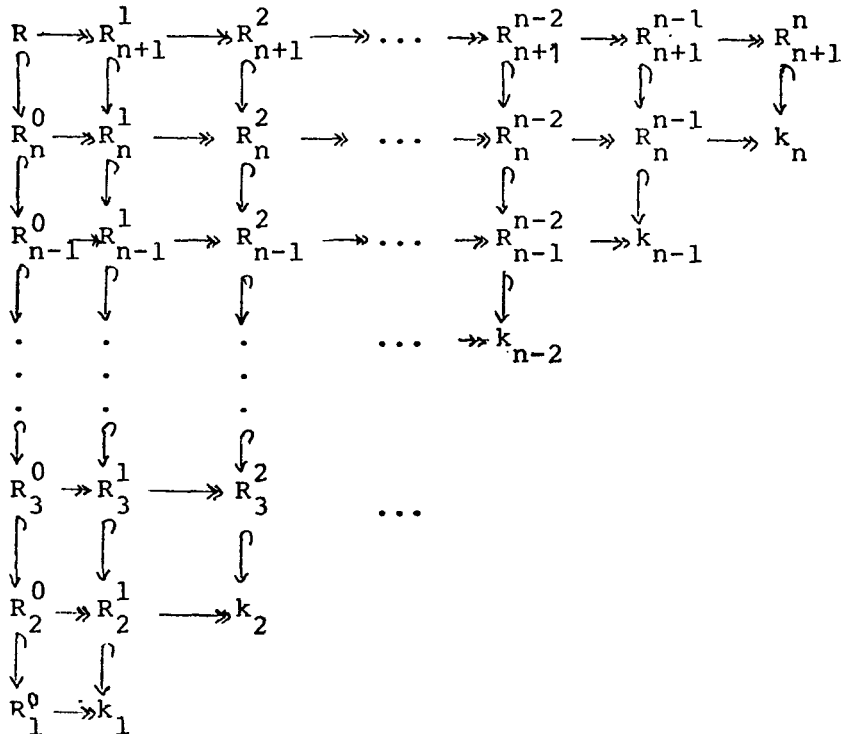 R → R^1_{n+1} ↠ R^2_{n+1} ↠ ... ↠ R^{n-2}_{n+1} ↠ R^{n-1}_{n+1} ↠ R^n_{n+1}
R^0_n ↠ R^1_n ↠ R^2_n ↠ ... ↠ R^{n-2}_n ↠ R^{n-1}_n ↠ k_n
R^0_{n-1} ↠ R^1_{n-1} ↠ R^2_{n-1} ↠ ... ↠ R^{n-2}_{n-1} ↠ k_{n-1}
. . . ... ↠ k_{n-2}
. . .
. . .
R^0_3 ↠ R^1_3 ↠ R^2_3 ...
R^0_2 ↠ R^1_2 ↠ k_2
R^0_1 ↠ k_1